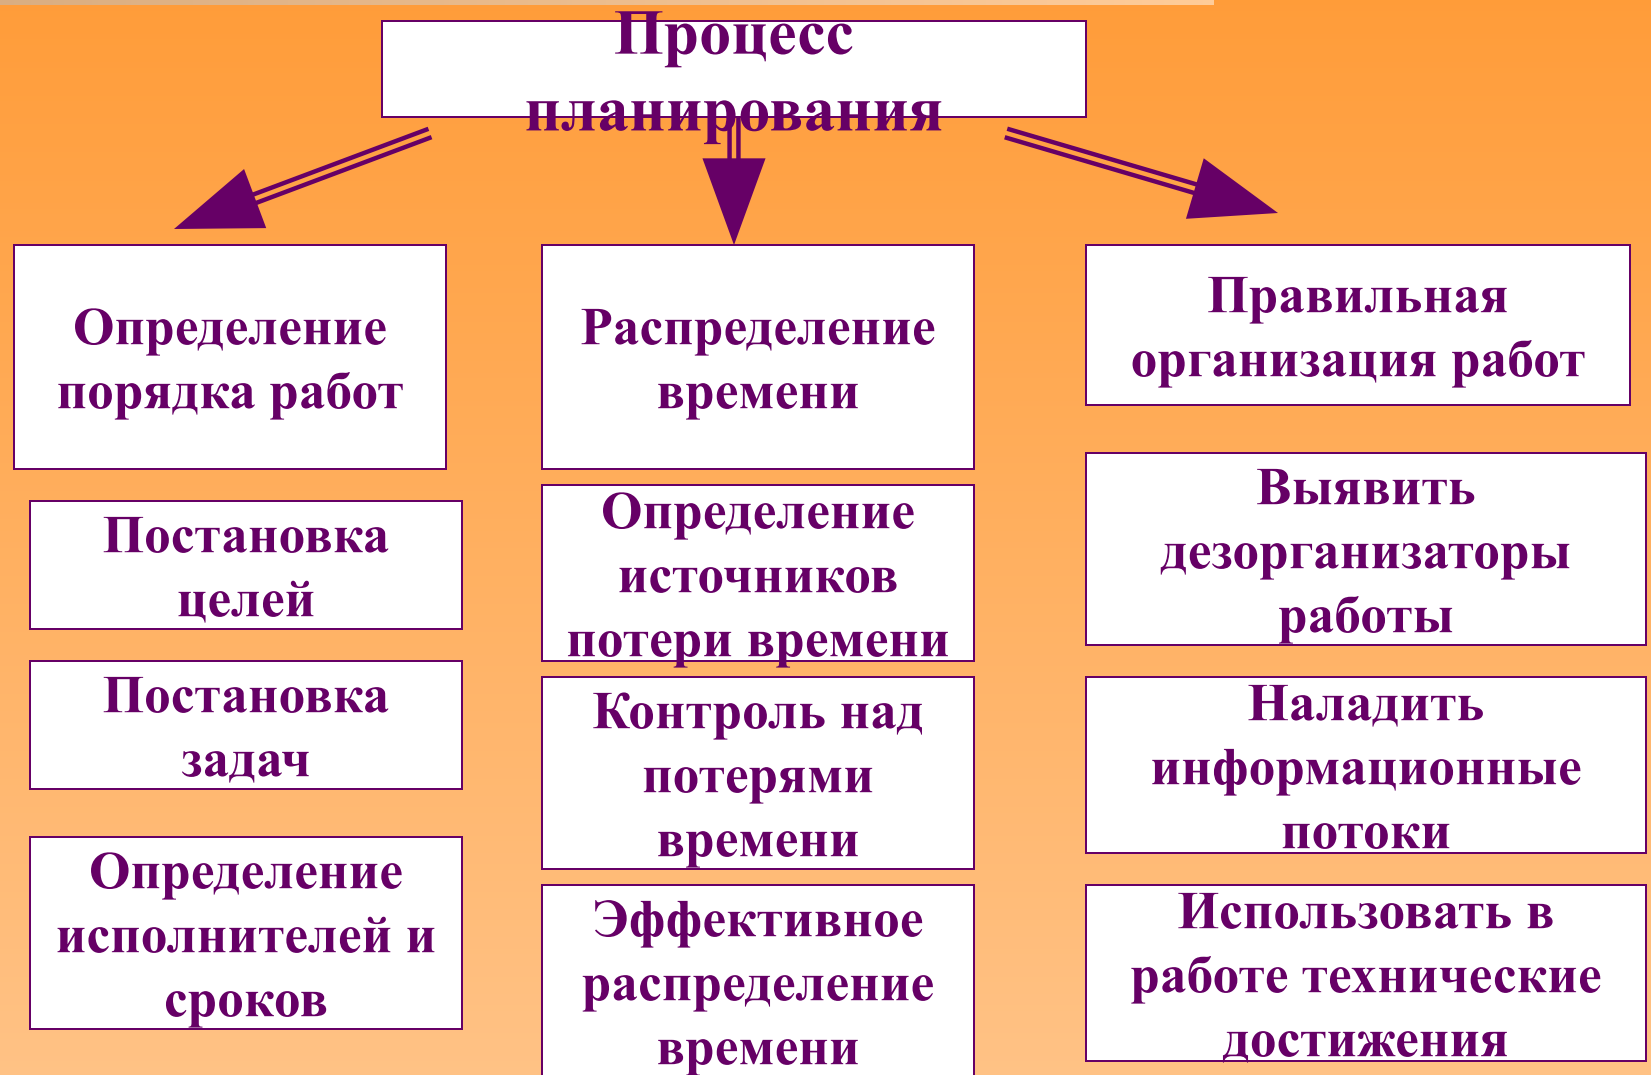 Процесс
планирования
Определение
порядка работ
Постановка
целей
Постановка
задач
Определение
исполнителей и
сроков
Распределение
времени
Определение
источников
потери времени
Контроль над
потерями
времени
Эффективное
распределение
времени
Правильная
организация работ
Выявить
дезорганизаторы
работы
Наладить
информационные
потоки
Использовать в
работе технические
достижения